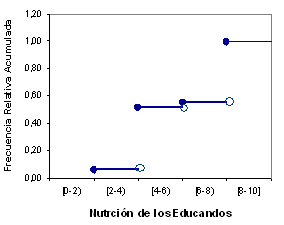 Frecuencia Relativa Acumulada
1,20
1,00
0,80
0,60
0,40
0,20
0,00
[0-2) [2-4) [4-6) [6-8) [8-10]
Nutrción de los Educandos